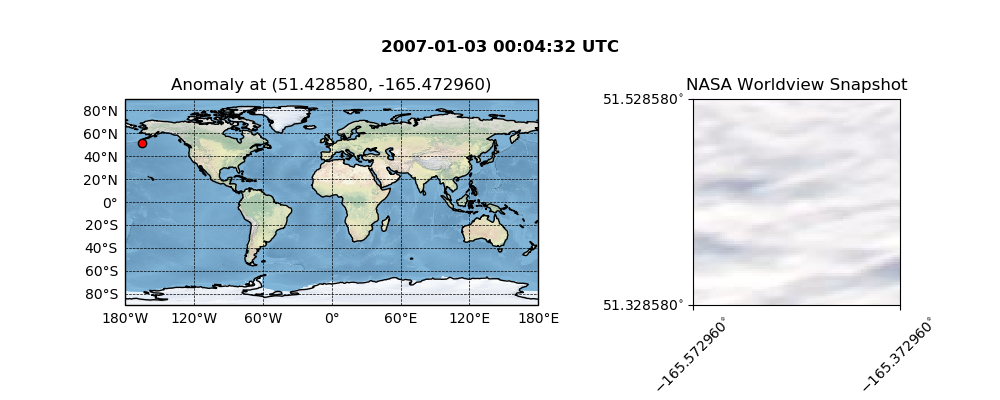 2007-01-03 00:04:32 UTC
Anomaly at (51.428580, -165.472960)
80°N
60°N
40°N
20°N
0°
20°S
40°S
60°S
80°S
180°W 120°W 60°W 0° 60°E 120°E 180°E
NASA Worldview Snapshot
51.528580°
51.328580°
−165.572960°
−165.372960°